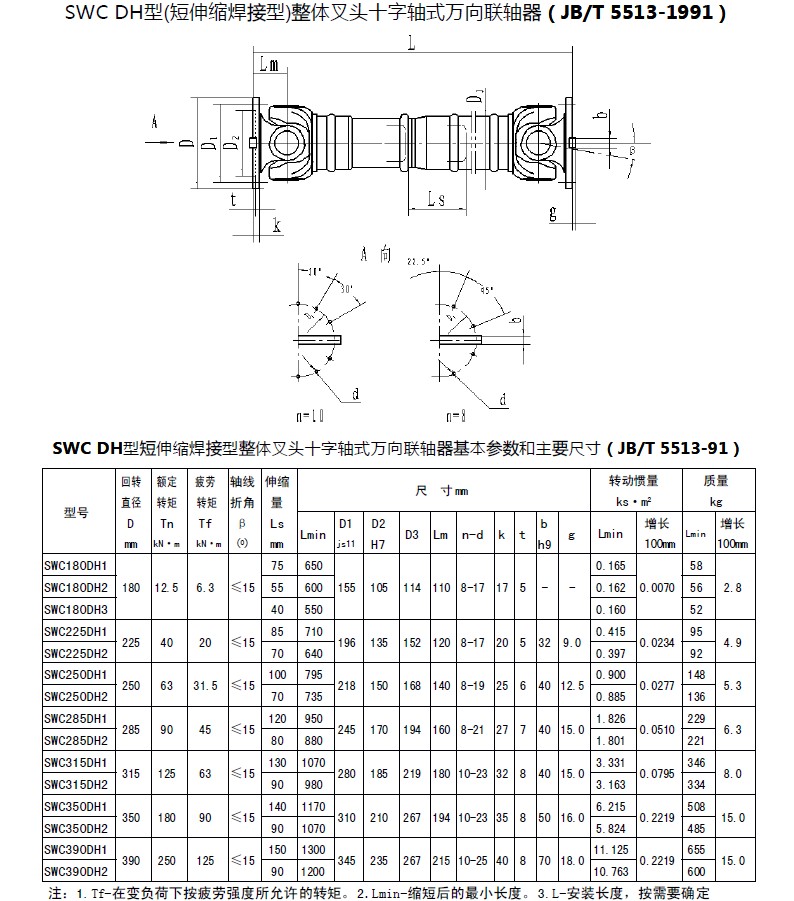 SWC DH型(短伸缩焊接型)整体叉头十字轴式万向联轴器（JB/T 5513-1991）
L
Lm
A
D
D1
D2
D3
b
β
t
k
Ls
g
A 向
22.5°
30°
45°
D1
D1
b
d
d
n=10
n=8
SWC DH型短伸缩焊接型整体叉头十字轴式万向联轴器基本参数和主要尺寸（JB/T 5513-91）
型号 回转直径 D mm 额定转矩 Tn kN·m 疲劳转矩 Tf kN·m 轴线折角 β (°) 伸缩量 Ls mm 尺 寸 mm 转动惯量 ks·m² 质量 kg
Lmin D1 js11 D2 H7 D3 Lm n-d k t b h9 g Lmin 增长 100mm Lmin 增长 100mm
SWC180DH1 75 650 0.165 58
SWC180DH2 180 12.5 6.3 ≤15 55 600 155 105 114 110 8-17 17 5 - - 0.162 0.0070 56 2.8
SWC180DH3 40 550 0.160 52
SWC225DH1 225 40 20 ≤15 85 710 196 135 152 120 8-17 20 5 32 9.0 0.415 0.0234 95 4.9
SWC225DH2 70 640 0.397 92
SWC250DH1 250 63 31.5 ≤15 100 795 218 150 168 140 8-19 25 6 40 12.5 0.900 0.0277 148 5.3
SWC250DH2 70 735 0.885 136
SWC285DH1 285 90 45 ≤15 120 950 245 170 194 160 8-21 27 7 40 15.0 1.826 0.0510 229 6.3
SWC285DH2 80 880 1.801 221
SWC315DH1 315 125 63 ≤15 130 1070 280 185 219 180 10-23 32 8 40 15.0 3.331 0.0795 346 8.0
SWC315DH2 90 980 3.163 334
SWC350DH1 350 180 90 ≤15 140 1170 310 210 267 194 10-23 35 8 50 16.0 6.215 0.2219 508 15.0
SWC350DH2 90 1070 5.824 485
SWC390DH1 390 250 125 ≤15 150 1300 345 235 267 215 10-25 40 8 70 18.0 11.125 0.2219 655 15.0
SWC390DH2 90 1200 10.763 600
注：1.Tf-在变负荷下按疲劳强度所允许的转矩。2.Lmin-缩短后的最小长度。3.L-安装长度，按需要确定